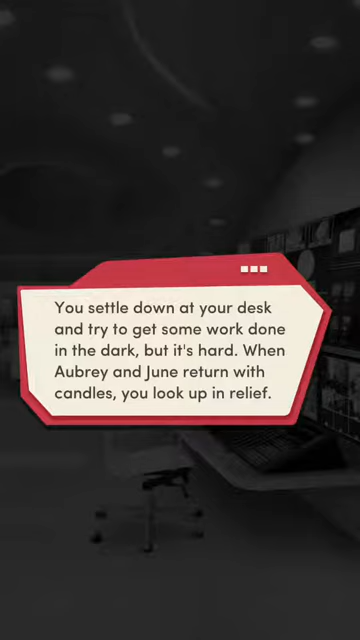 You settle down at your desk
and try to get some work done
in the dark, but it's hard. When
Aubrey and June return with
candles, you look up in relief.